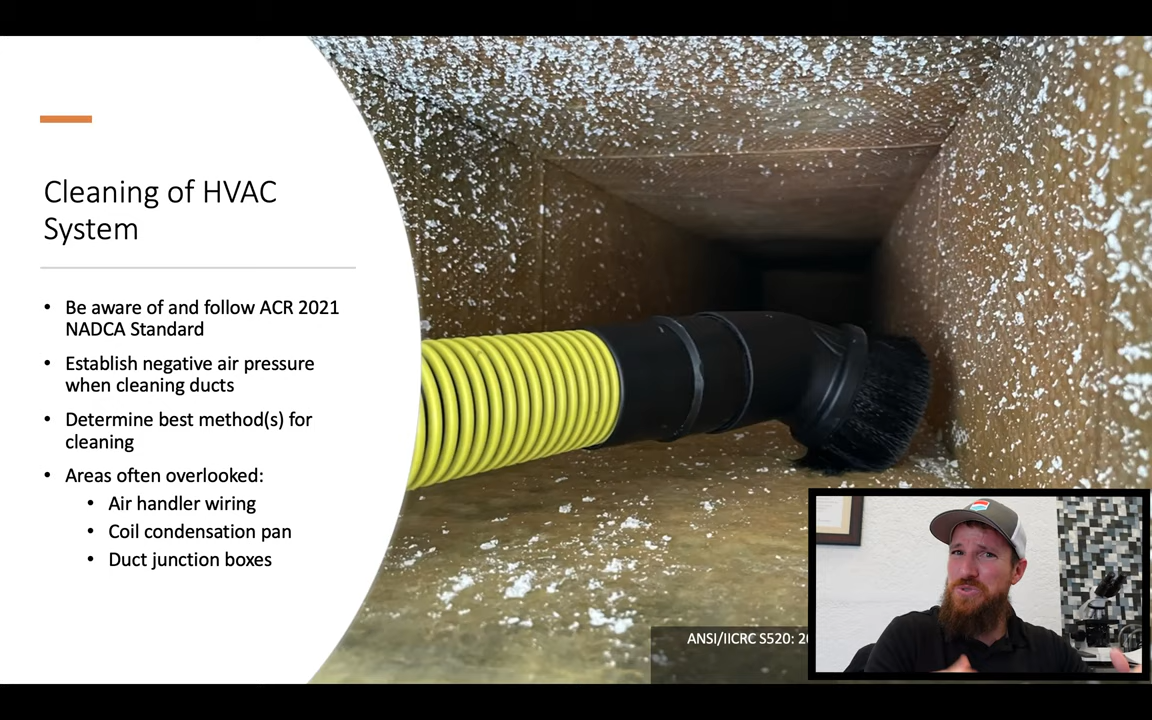 Cleaning of HVAC
System
• Be aware of and follow ACR 2021
NADCA Standard
• Establish negative air pressure
when cleaning ducts
• Determine best method(s) for
cleaning
• Areas often overlooked:
• Air handler wiring
• Coil condensation pan
• Duct junction boxes
ANSI/IICRC S520: